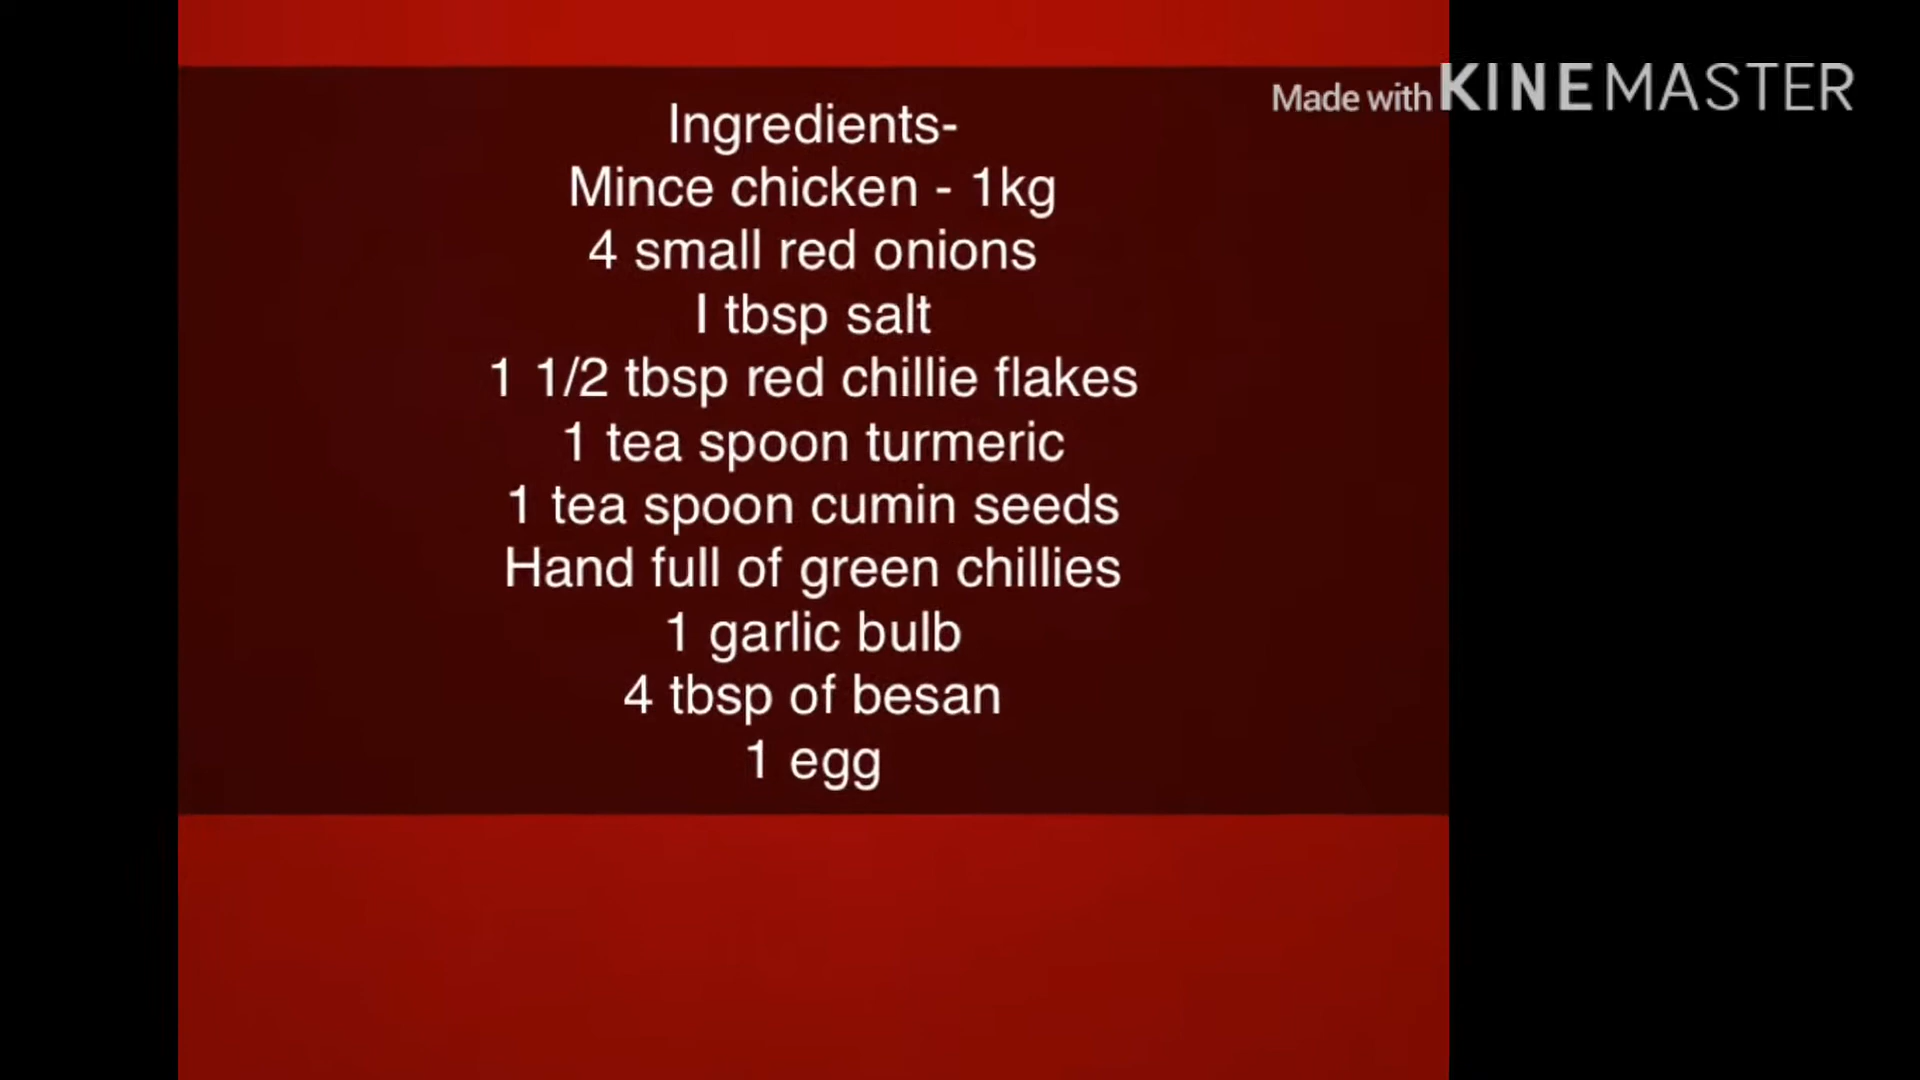 Made with KINEMASTER
Ingredients-
Mince chicken - 1kg
4 small red onions
I tbsp salt
1 1/2 tbsp red chillie flakes
1 tea spoon turmeric
1 tea spoon cumin seeds
Hand full of green chillies
1 garlic bulb
4 tbsp of besan
1 egg